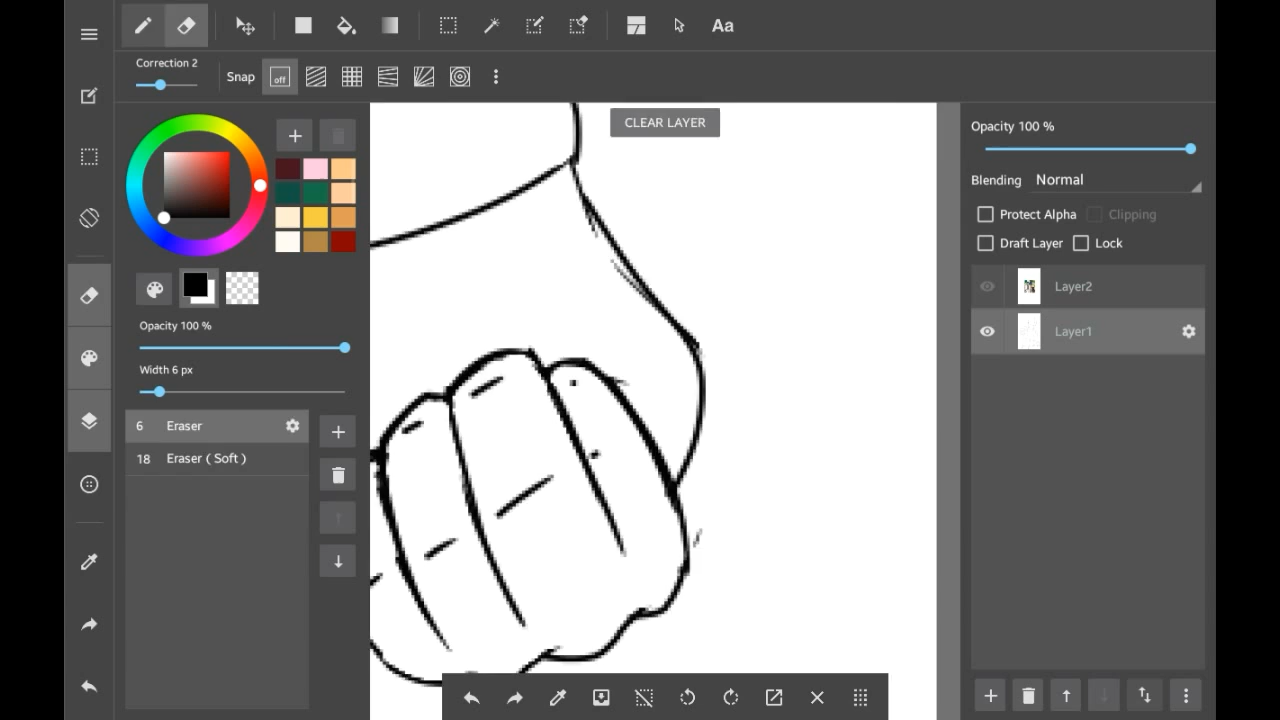 Aa
Correction 2
Snap
off
CLEAR LAYER
Opacity 100 %
Width 6 px
6 Eraser
18 Eraser ( Soft )
Opacity 100 %
Blending Normal
Protect Alpha
Clipping
Draft Layer
Lock
Layer2
Layer1